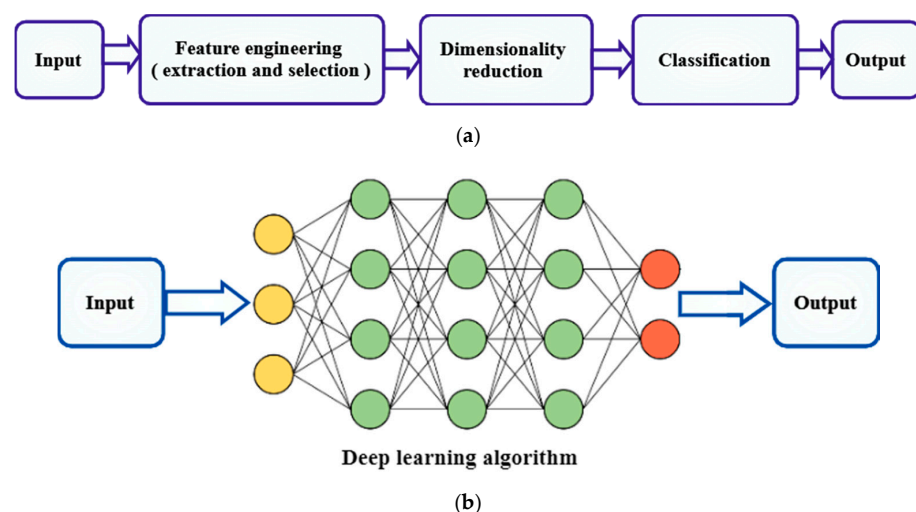 Input
Feature engineering
( extraction and selection )
Dimensionality
reduction
Classification
Output
(a)
Input
Output
Deep learning algorithm
(b)